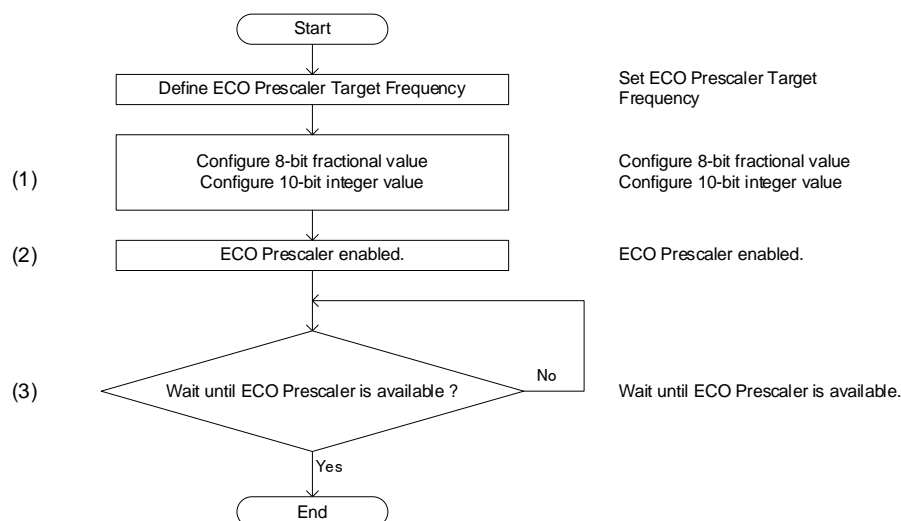 Start
Define ECO Prescaler Target Frequency
Set ECO Prescaler Target
Frequency
(1)
Configure 8-bit fractional value
Configure 10-bit integer value
Configure 8-bit fractional value
Configure 10-bit integer value
(2)
ECO Prescaler enabled.
ECO Prescaler enabled.
(3)
Wait until ECO Prescaler is available ?
No
Wait until ECO Prescaler is available.
Yes
End